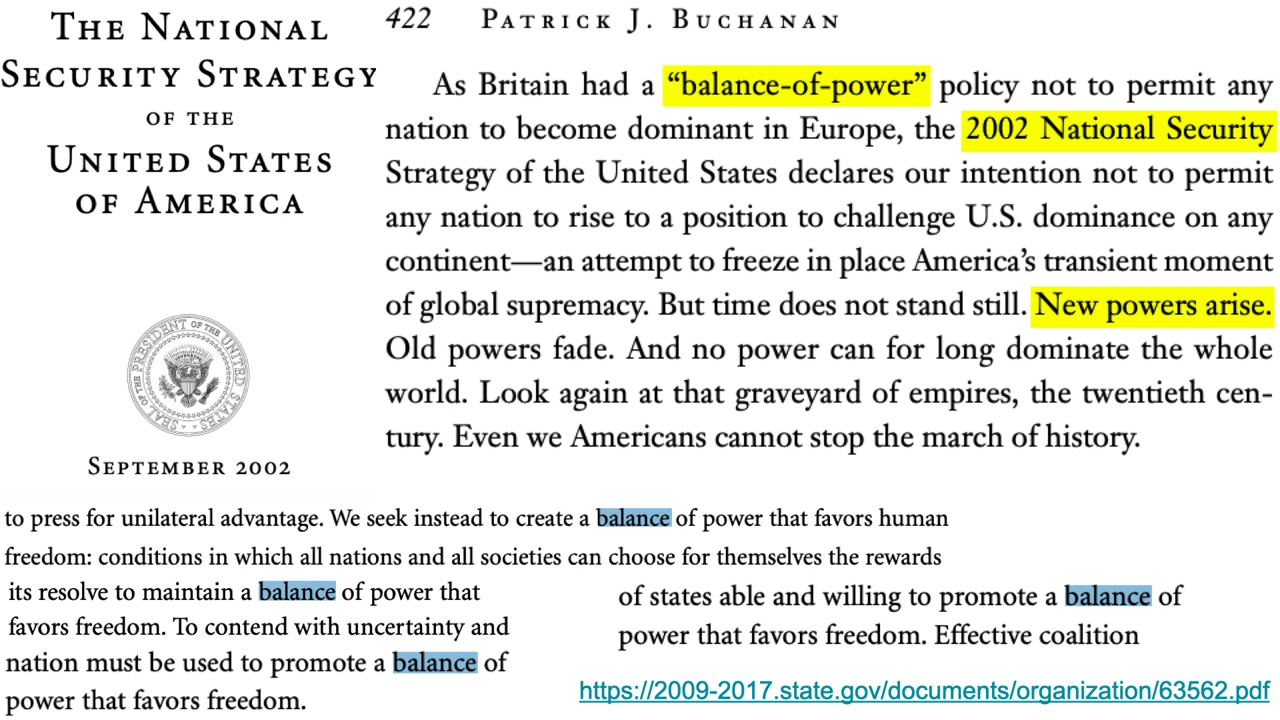 THE NATIONAL
SECURITY STRATEGY
OF THE
UNITED STATES
OF AMERICA
SEAL OF THE PRESIDENT OF THE UNITED STATES
SEPTEMBER 2002
422 PATRICK J. BUCHANAN
As Britain had a “balance-of-power” policy not to permit any
nation to become dominant in Europe, the 2002 National Security
Strategy of the United States declares our intention not to permit
any nation to rise to a position to challenge U.S. dominance on any
continent—an attempt to freeze in place America’s transient moment
of global supremacy. But time does not stand still. New powers arise.
Old powers fade. And no power can for long dominate the whole
world. Look again at that graveyard of empires, the twentieth cen-
tury. Even we Americans cannot stop the march of history.
to press for unilateral advantage. We seek instead to create a balance of power that favors human
freedom: conditions in which all nations and all societies can choose for themselves the rewards
its resolve to maintain a balance of power that
favors freedom. To contend with uncertainty and
nation must be used to promote a balance of
power that favors freedom.
of states able and willing to promote a balance of
power that favors freedom. Effective coalition
https://2009-2017.state.gov/documents/organization/63562.pdf